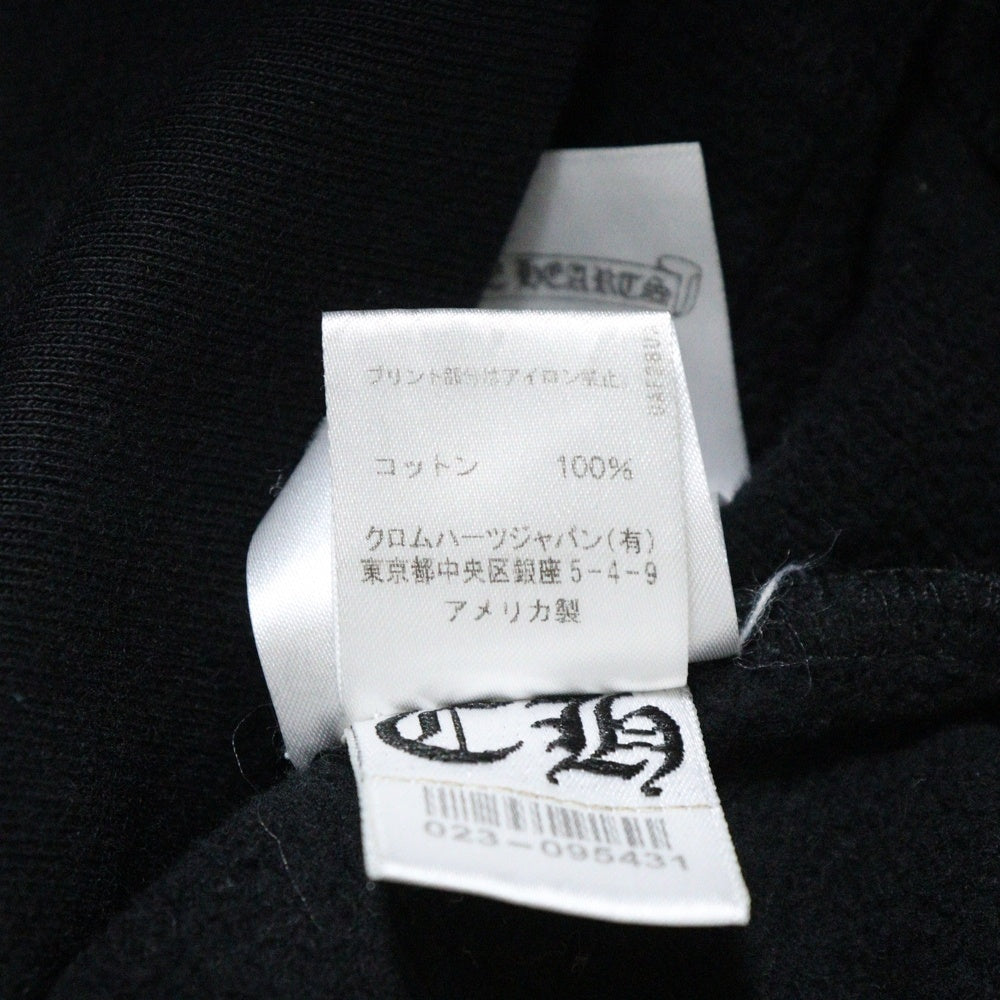 HEARTS
プリント部分はアイロン禁止。
コットン 100%
クロムハーツジャパン(有)
東京都中央区銀座5-4-9
アメリカ製
CH
023-095431